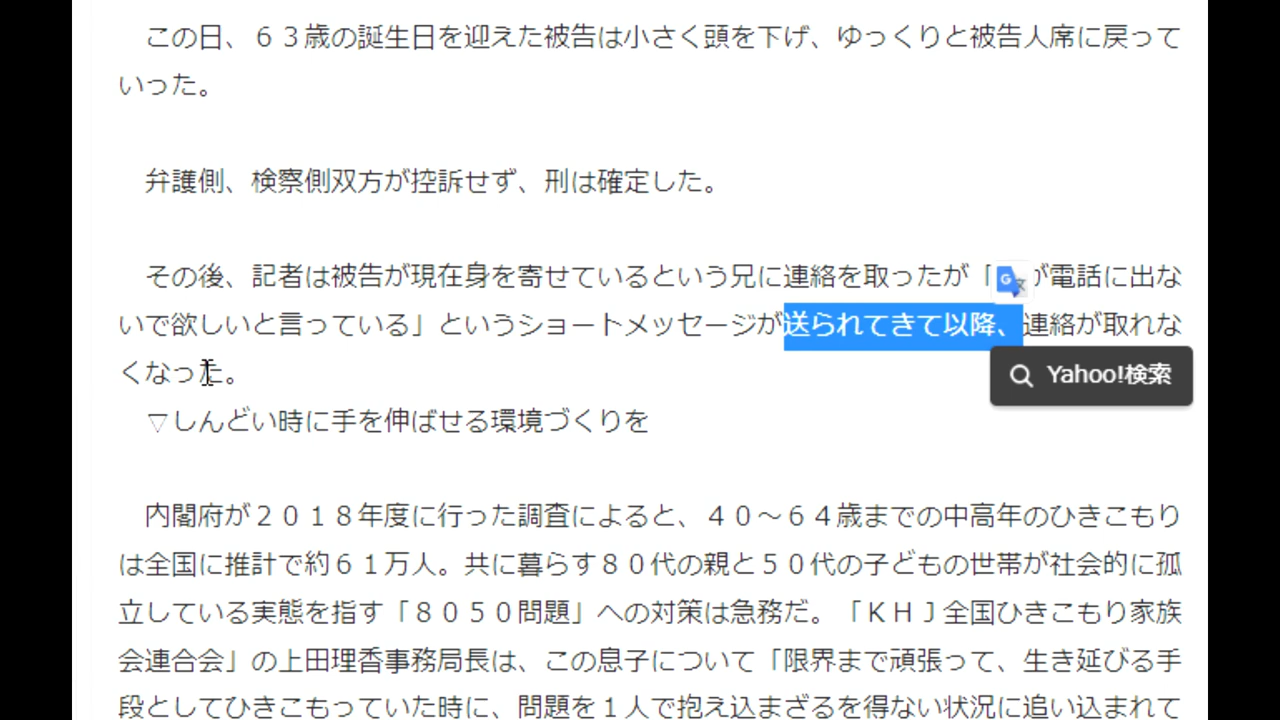 この日、６３歳の誕生日を迎えた被告は小さく頭を下げ、ゆっくりと被告人席に戻って
いった。
弁護側、検察側双方が控訴せず、刑は確定した。
その後、記者は被告が現在身を寄せているという兄に連絡を取ったが「が電話に出な
いで欲しいと言っている」というショートメッセージが送られてきて以降、連絡が取れな
くなった。
Yahoo!検索
▽しんどい時に手を伸ばせる環境づくりを
内閣府が２０１８年度に行った調査によると、４０～６４歳までの中高年のひきこもり
は全国に推計で約６１万人。共に暮らす８０代の親と５０代の子どもの世帯が社会的に孤
立している実態を指す「８０５０問題」への対策は急務だ。「ＫＨＪ全国ひきこもり家族
会連合会」の上田理香事務局長は、この息子について「限界まで頑張って、生き延びる手
段としてひきこもっていた時に、問題を１人で抱え込まざるを得ない状況に追い込まれて